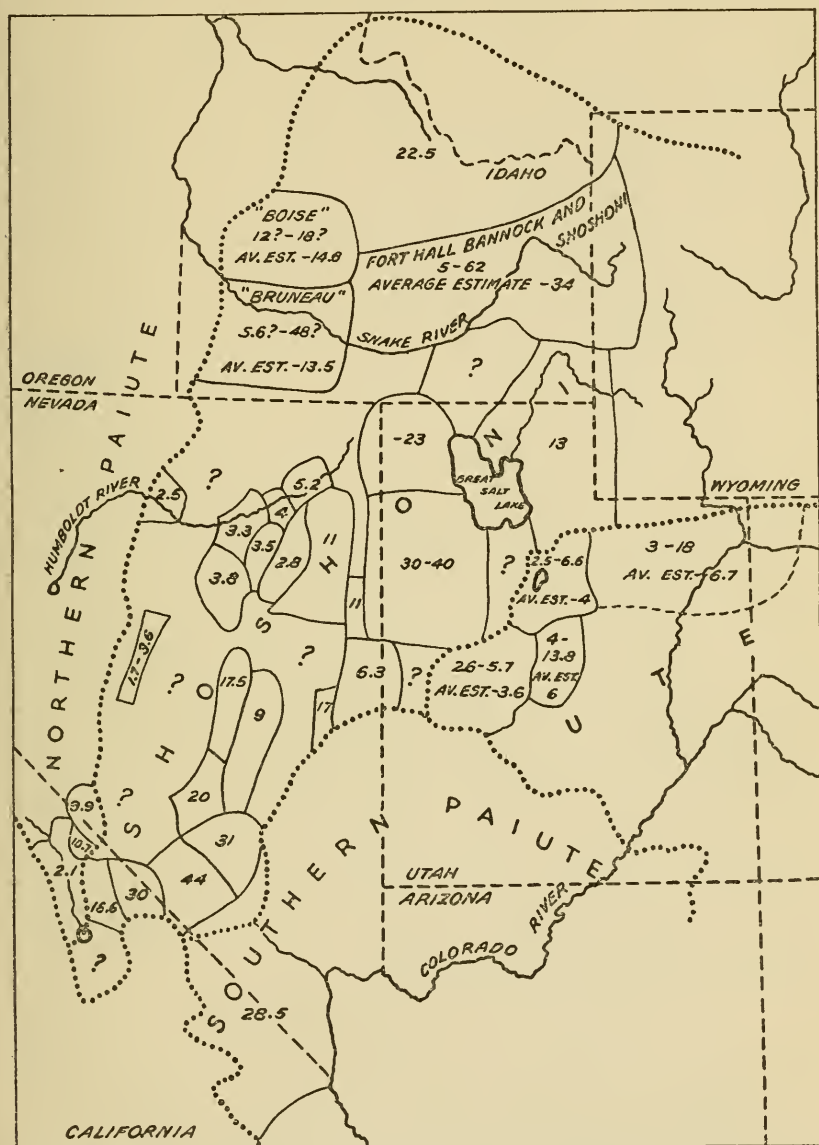 22.5
IDAHO
"BOISE"
12?-18?
AV. EST.-14.8
FORT HALL BANNOCK AND
SHOSHONI
5-62
AVERAGE ESTIMATE -34
"BRUNEAU"
5.6?-48?
AV. EST.-13.5
SNAKE RIVER
?
OREGON
NEVADA
NORTHERN PAIUTE
SHOSHONI
-23
GREAT
SALT
LAKE
13
WYOMING
HUMBOLDT RIVER
2.5
?
5.2
4
3.3
3.5
2.8
3.8
11
11
30-40
?
2.5-6.6
AV. EST.-4
3-18
AV. EST.-6.7
1.7-3.6
?
17.5
9
?
17
6.3
?
2.6-5.7
AV. EST.-3.6
4-
13.8
AV. EST.
6
UTE
?
3.9
10.7
2.1
16.6
30
?
20
31
44
SOUTHERN PAIUTE
UTAH
ARIZONA
COLORADO RIVER
28.5
CALIFORNIA